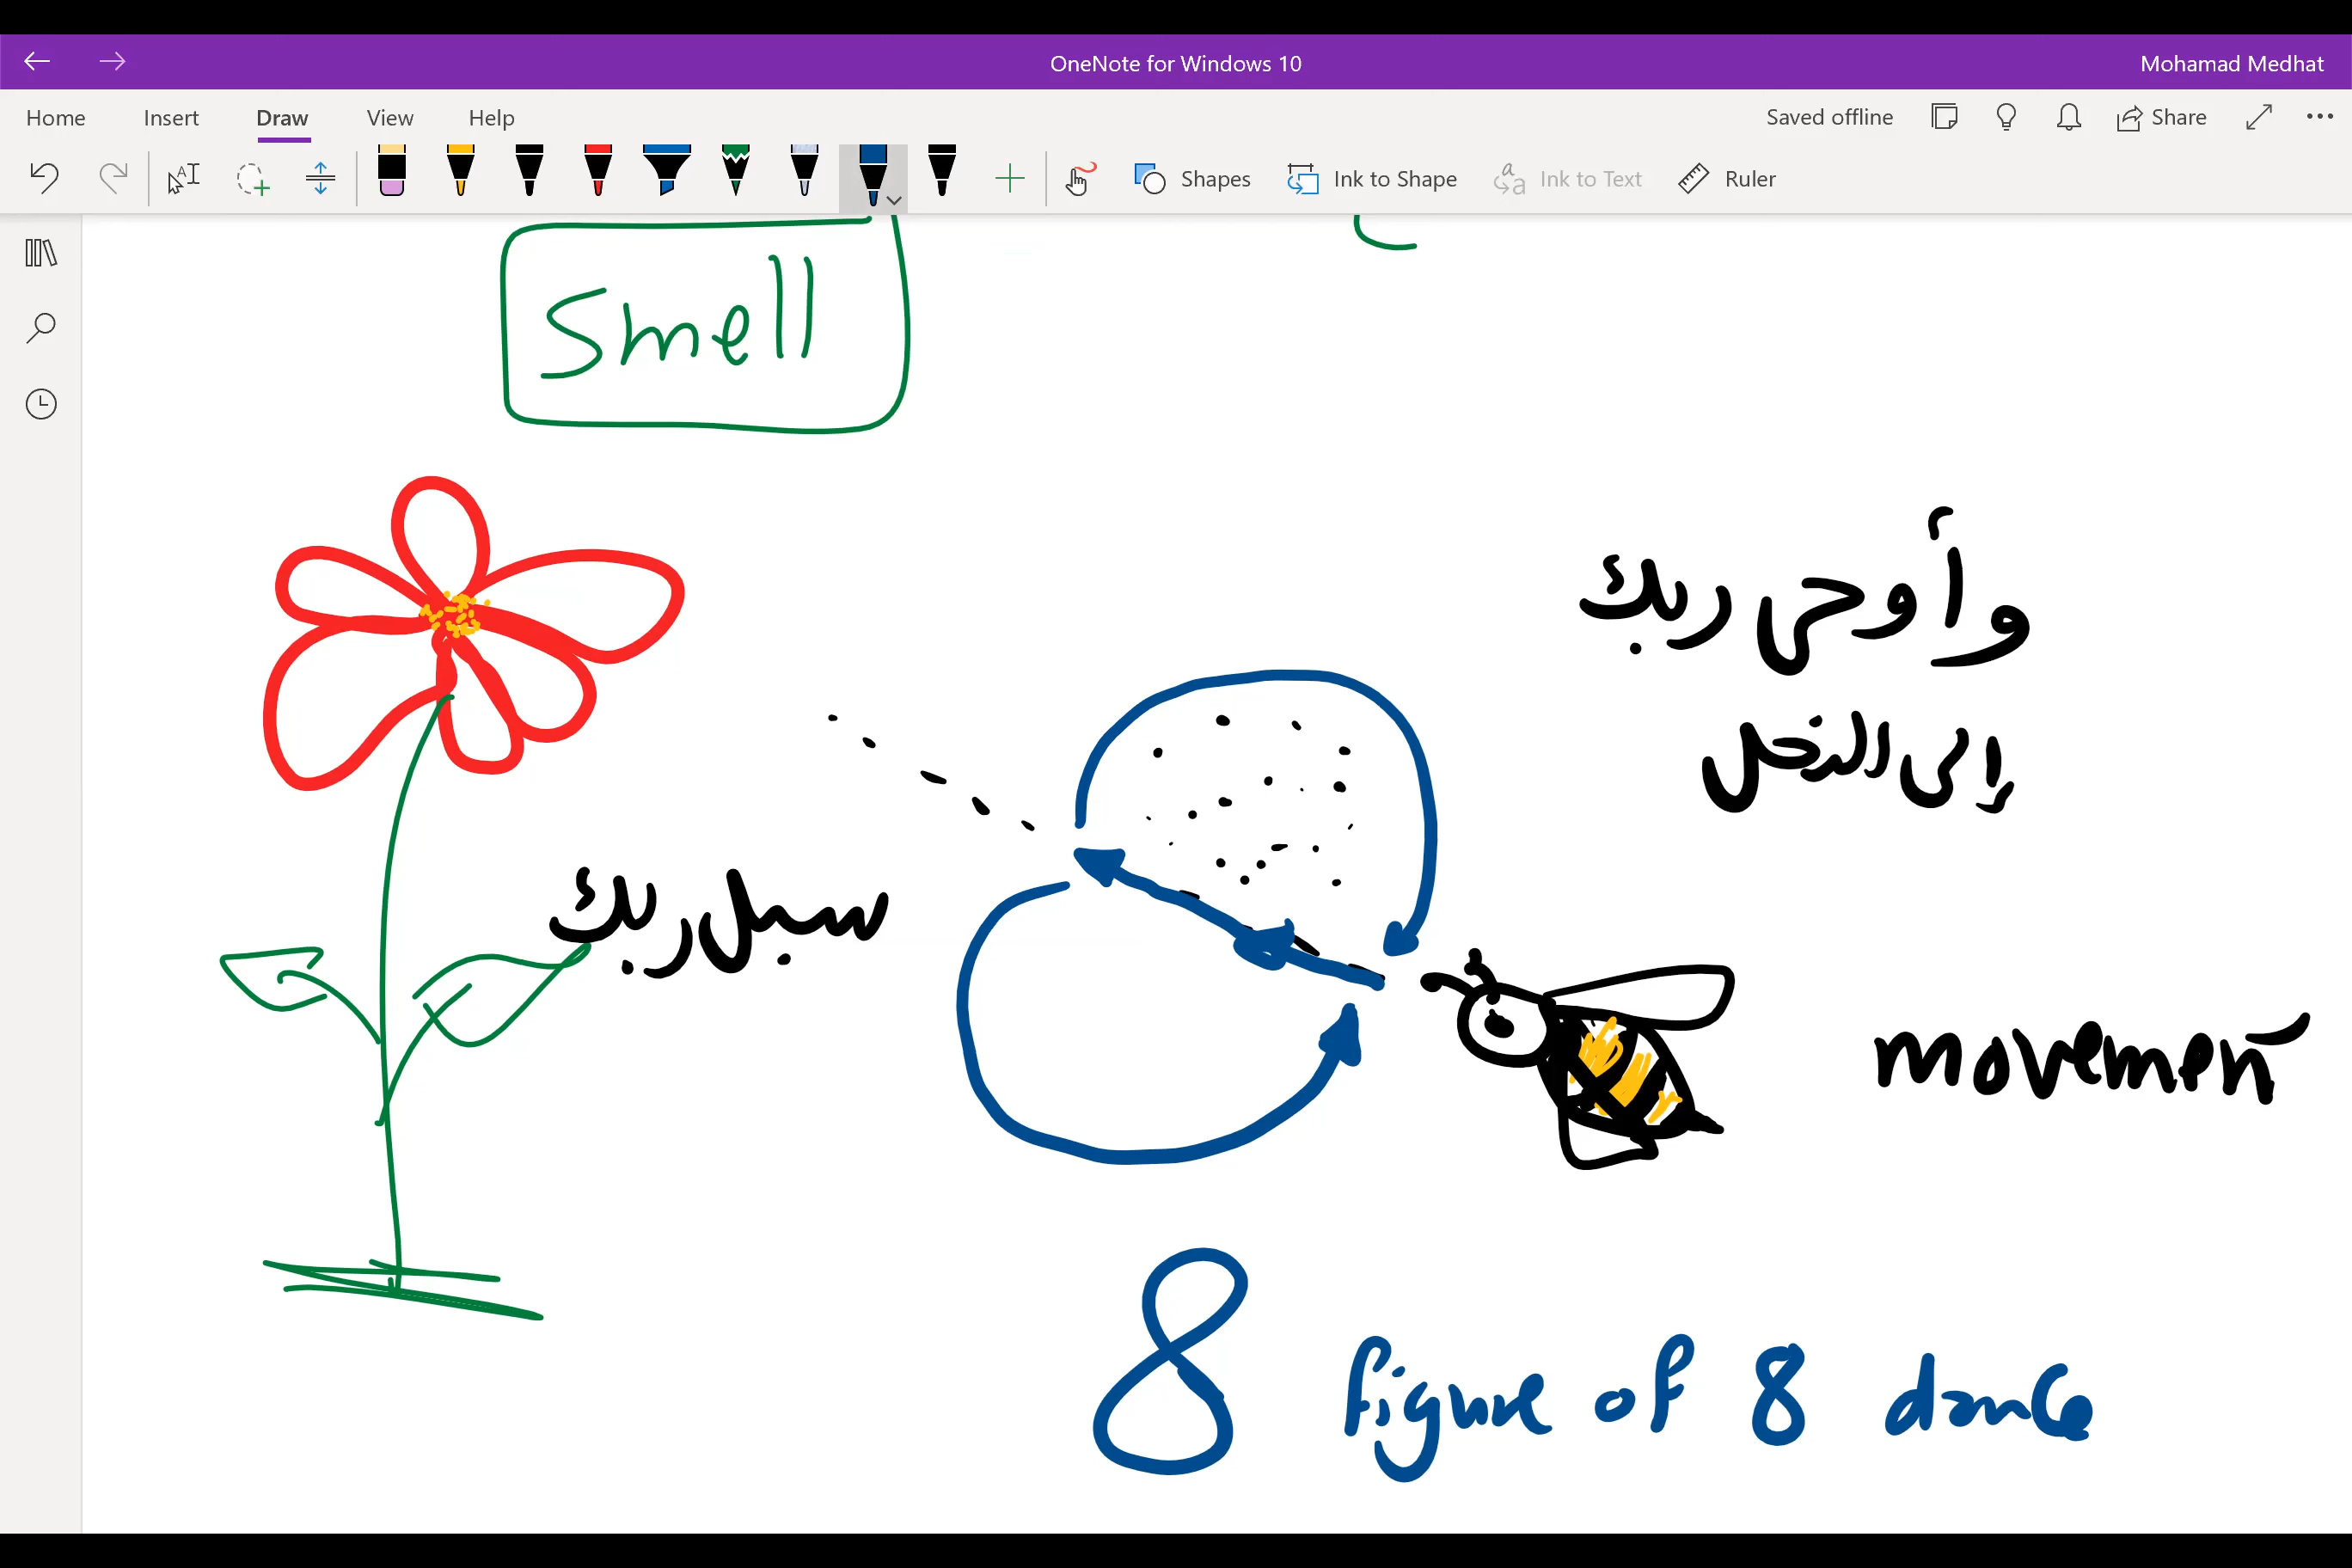 OneNote for Windows 10
Mohamad Medhat
Home Insert Draw View Help
Saved offline
Share
Shapes
Ink to Shape
Ink to Text
Ruler
Smell
وأوحى ربك
إلى النخل
سبل ربك
movement
8
figure of 8 dance